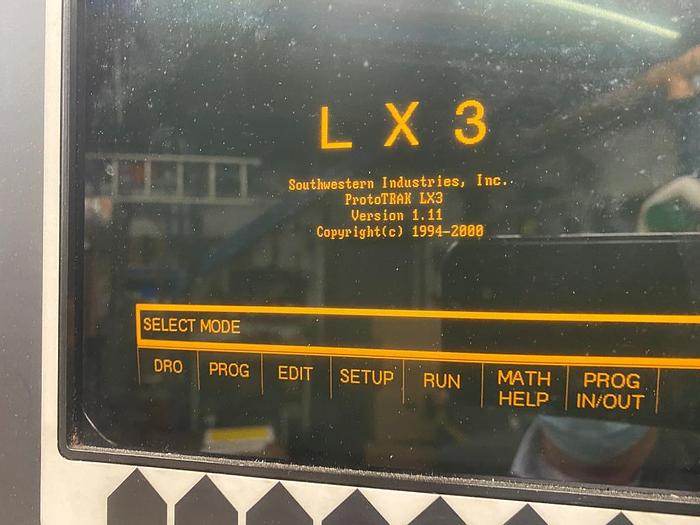 LX3
Southwestern Industries, Inc.
ProtoTRAK LX3
Version 1.11
Copyright(c) 1994-2000
SELECT MODE
DRO PROG EDIT SETUP RUN MATH HELP PROG IN/OUT